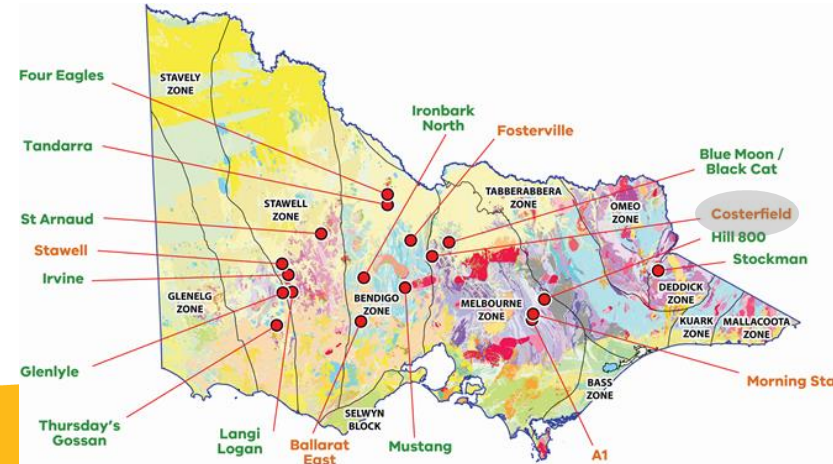 STAVELY
ZONE
Four Eagles
Ironbark
North
Fosterville
Tandarra
Blue Moon /
Black Cat
TABBERABBERA
ZONE
OMEO
ZONE
STAWELL
ZONE
St Arnaud
Costerfield
Hill 800
Stawell
Stockman
Irvine
DEDDICK
ZONE
GLENELG
ZONE
BENDIGO
ZONE
MELBOURNE
ZONE
KUARK
ZONE
MALLACOOTA
ZONE
Glenlyle
Morning Sta
BASS
ZONE
SELWYN
BLOCK
Thursday's
Gossan
Langi
Logan
Ballarat
East
Mustang
A1